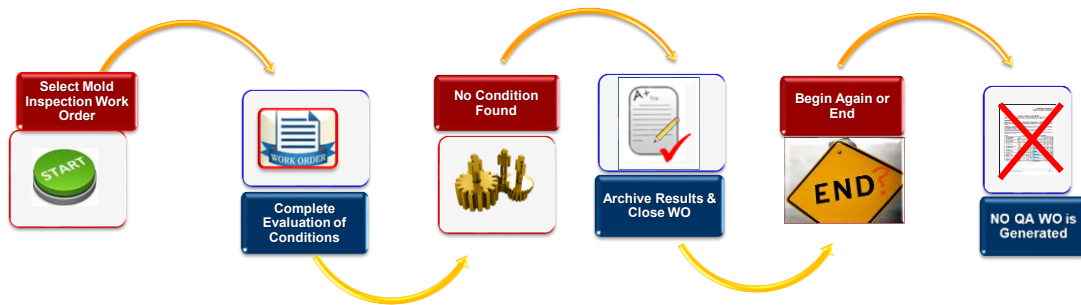 Select Mold
Inspection Work
Order
START
WORK ORDER
Complete
Evaluation of
Conditions
No Condition
Found
A+
Archive Results &
Close WO
Begin Again or
End
END?
NO QA WO is
Generated